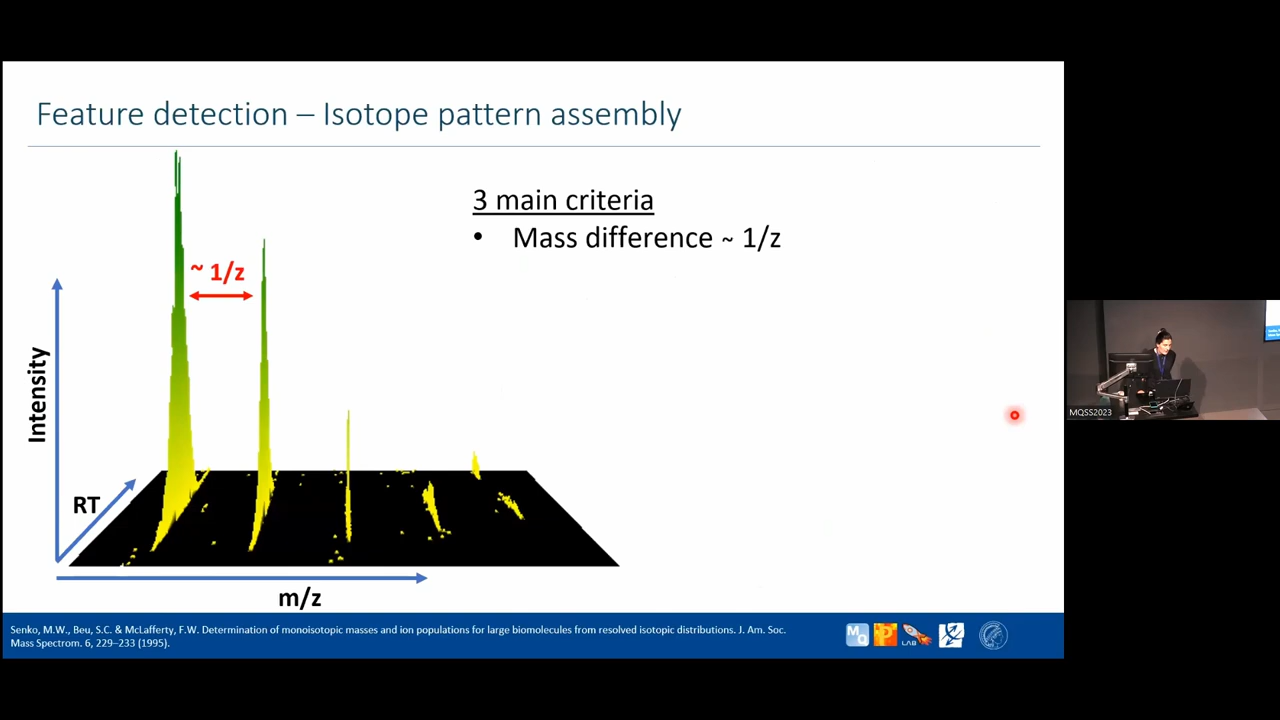 Feature detection – Isotope pattern assembly
3 main criteria
• Mass difference ~ 1/z
~ 1/z
Intensity
RT
m/z
MQSS2023
Senko, M.W., Beu, S.C. & McLafferty, F.W. Determination of monoisotopic masses and ion populations for large biomolecules from resolved isotopic distributions. J. Am. Soc.
Mass Spectrom. 6, 229–233 (1995).
MQ
P
LAB